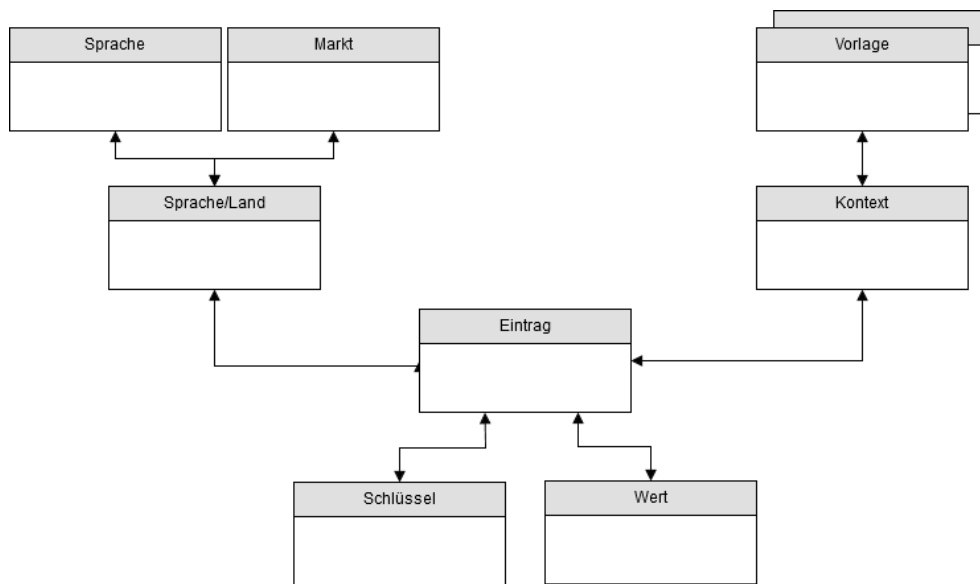 Sprache
Markt
Vorlage
Sprache/Land
Kontext
Eintrag
Schlüssel
Wert